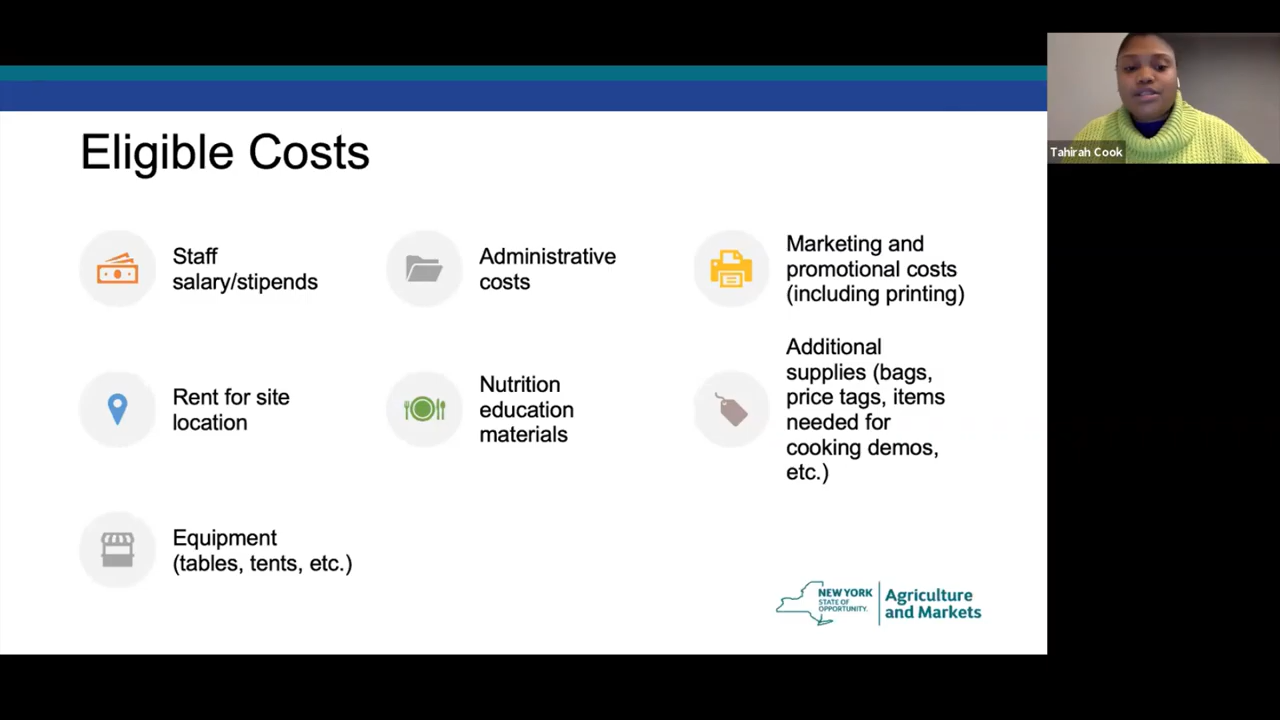 Eligible Costs
Staff
salary/stipends
Administrative
costs
Marketing and
promotional costs
(including printing)
Rent for site
location
Nutrition
education
materials
Additional
supplies (bags,
price tags, items
needed for
cooking demos,
etc.)
Equipment
(tables, tents, etc.)
NEW YORK
STATE OF
OPPORTUNITY.
Agriculture
and Markets
Tahirah Cook